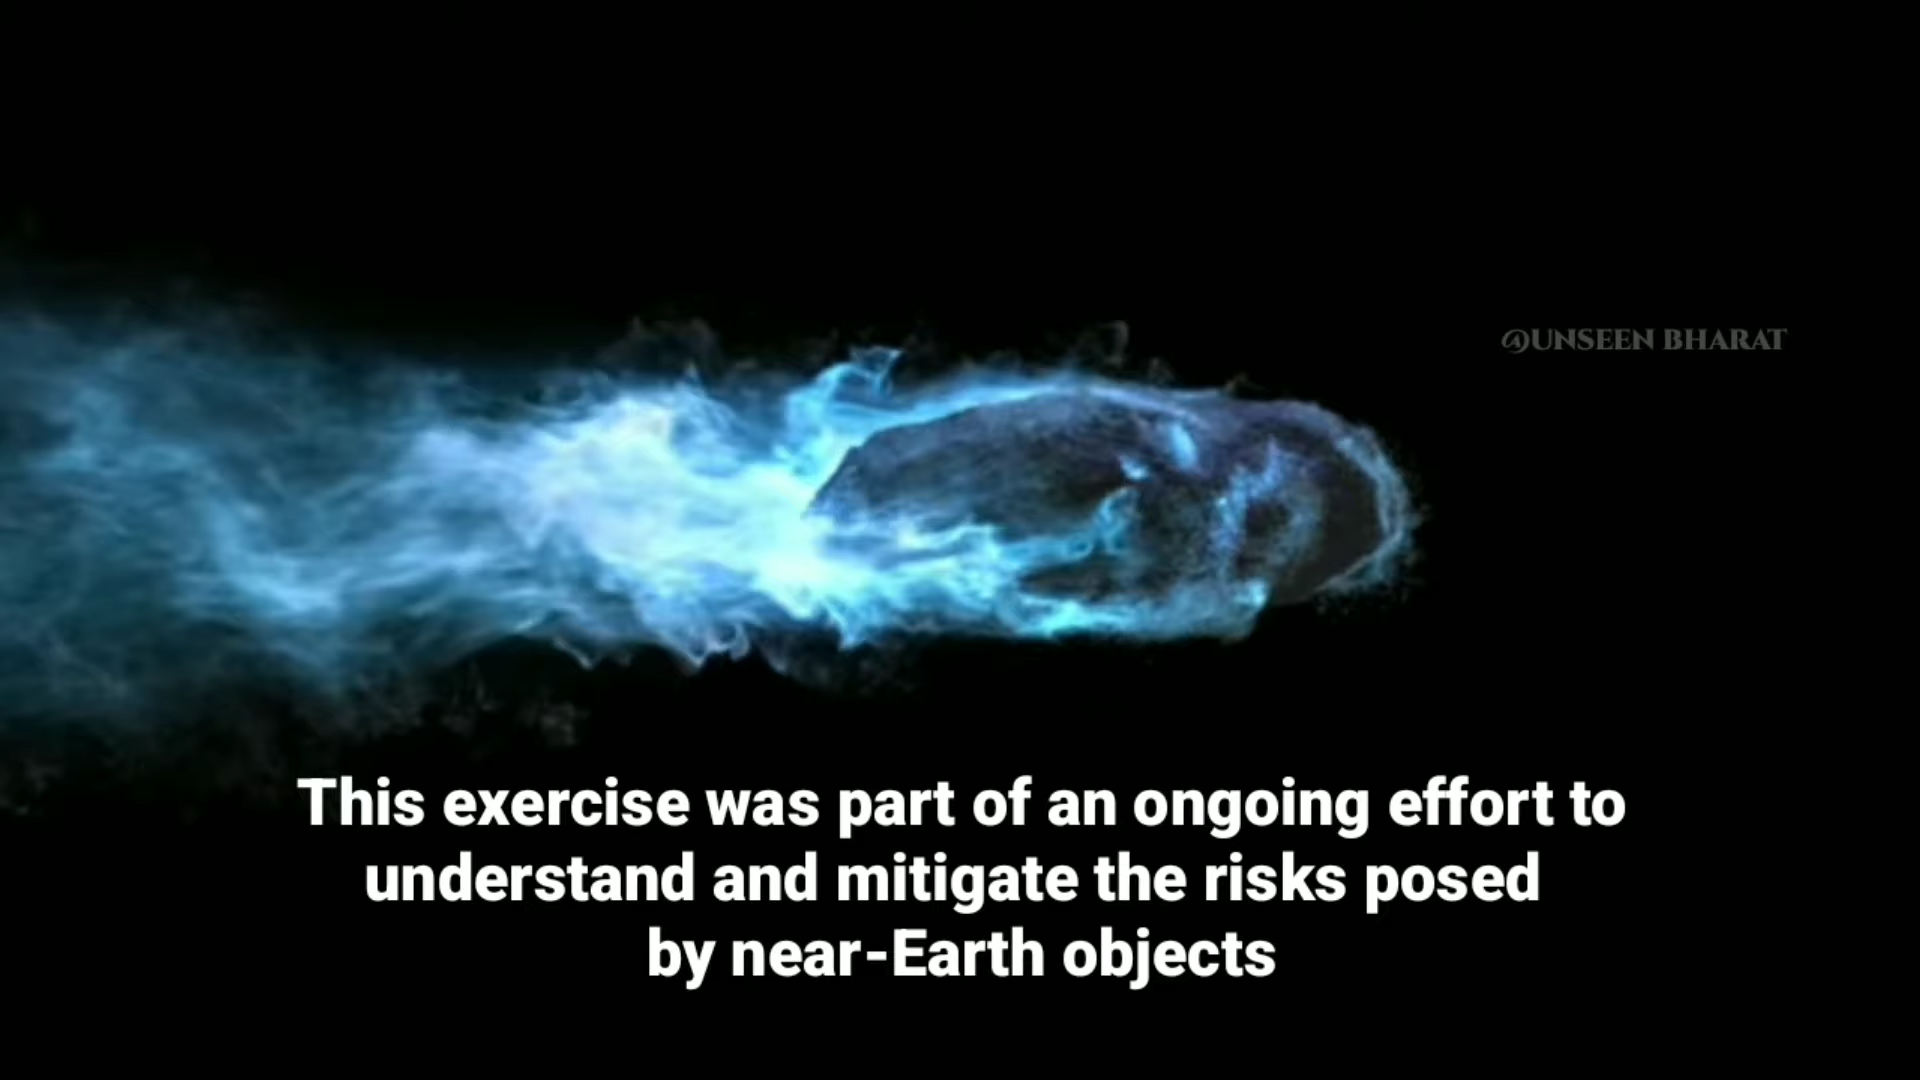 @UNSEEN BHARAT
This exercise was part of an ongoing effort to
understand and mitigate the risks posed
by near-Earth objects